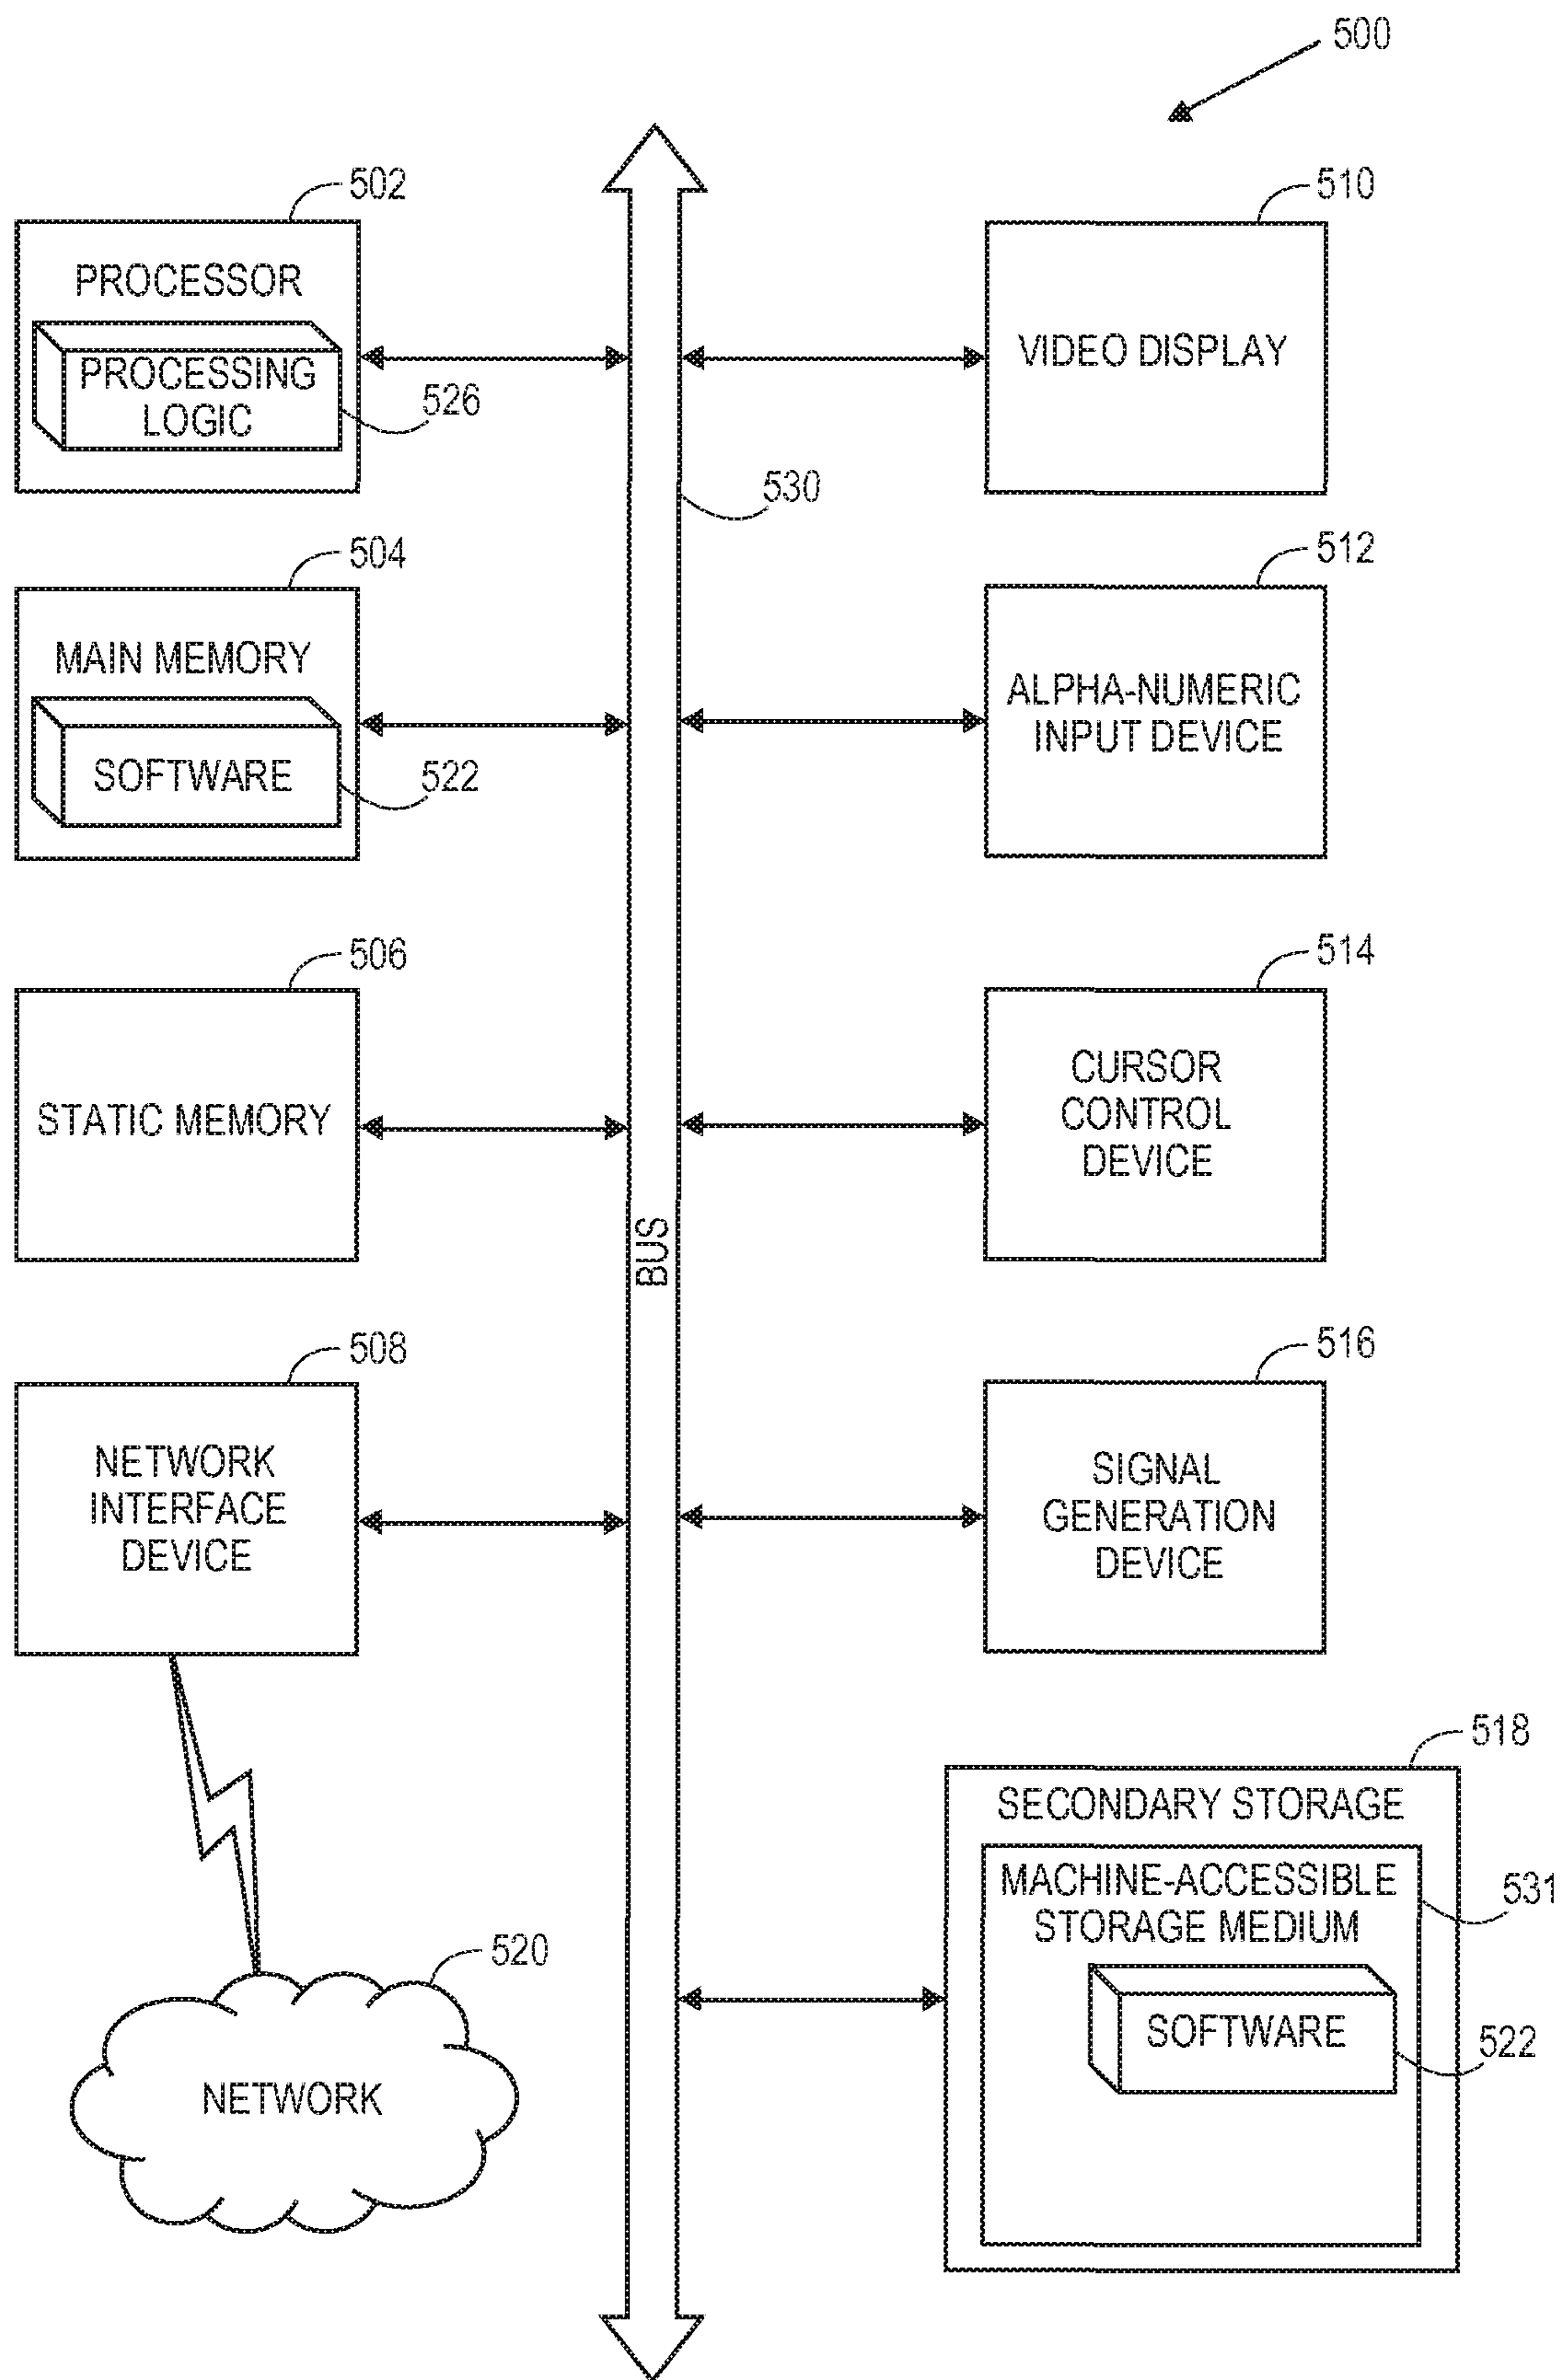 500
502
PROCESSOR
PROCESSING
LOGIC
526
510
VIDEO DISPLAY
530
504
MAIN MEMORY
SOFTWARE
522
512
ALPHA-NUMERIC
INPUT DEVICE
506
STATIC MEMORY
514
CURSOR
CONTROL
DEVICE
BUS
508
NETWORK
INTERFACE
DEVICE
516
SIGNAL
GENERATION
DEVICE
518
SECONDARY STORAGE
MACHINE-ACCESSIBLE
STORAGE MEDIUM
531
SOFTWARE
522
520
NETWORK